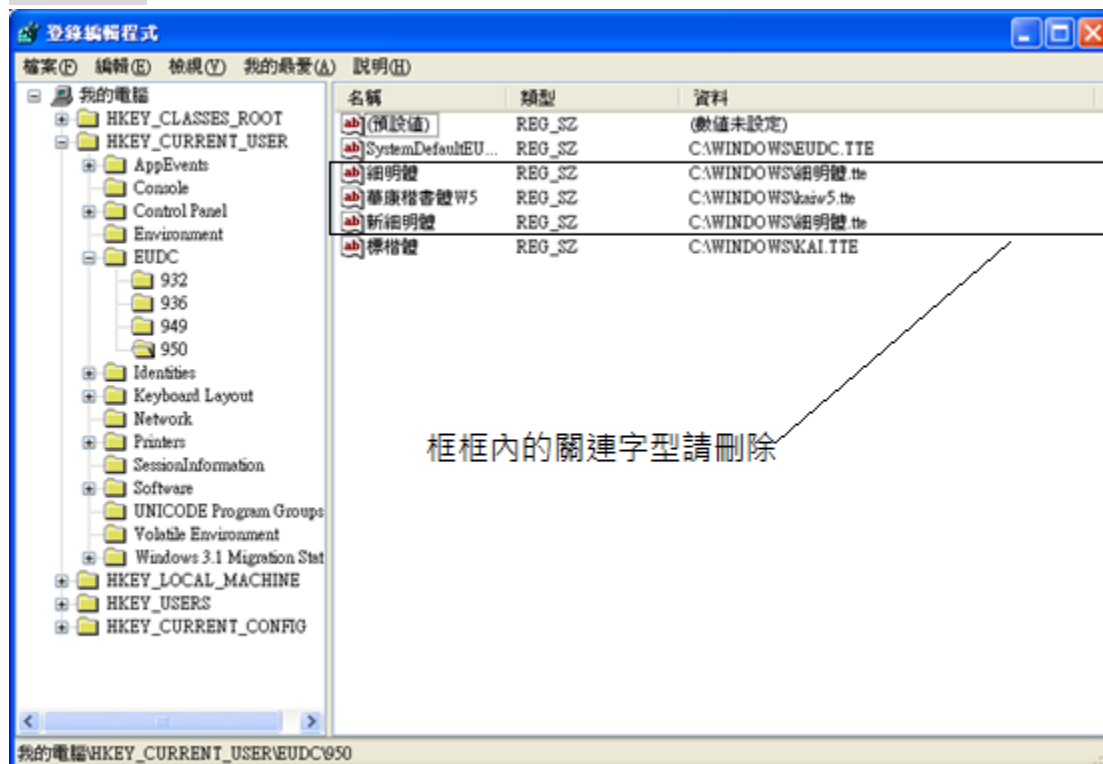 登錄編輯程式
檔案(F) 編輯(E) 檢視(V) 我的最愛(A) 說明(H)
我的電腦
HKEY_CLASSES_ROOT
HKEY_CURRENT_USER
AppEvents
Console
Control Panel
Environment
EUDC
932
936
949
950
Identities
Keyboard Layout
Network
Printers
SessionInformation
Software
UNICODE Program Groups
Volatile Environment
Windows 3.1 Migration Stat
HKEY_LOCAL_MACHINE
HKEY_USERS
HKEY_CURRENT_CONFIG
名稱 類型 資料
(預設值) REG_SZ (數值未設定)
SystemDefaultEU... REG_SZ C:\WINDOWS\EUDC.TTE
細明體 REG_SZ C:\WINDOWS\細明體.tte
華康楷書體W5 REG_SZ C:\WINDOWS\kaiw5.tte
新細明體 REG_SZ C:\WINDOWS\細明體.tte
標楷體 REG_SZ C:\WINDOWS\KAI.TTE
框框內的關連字型請刪除
我的電腦\HKEY_CURRENT_USER\EUDC\950